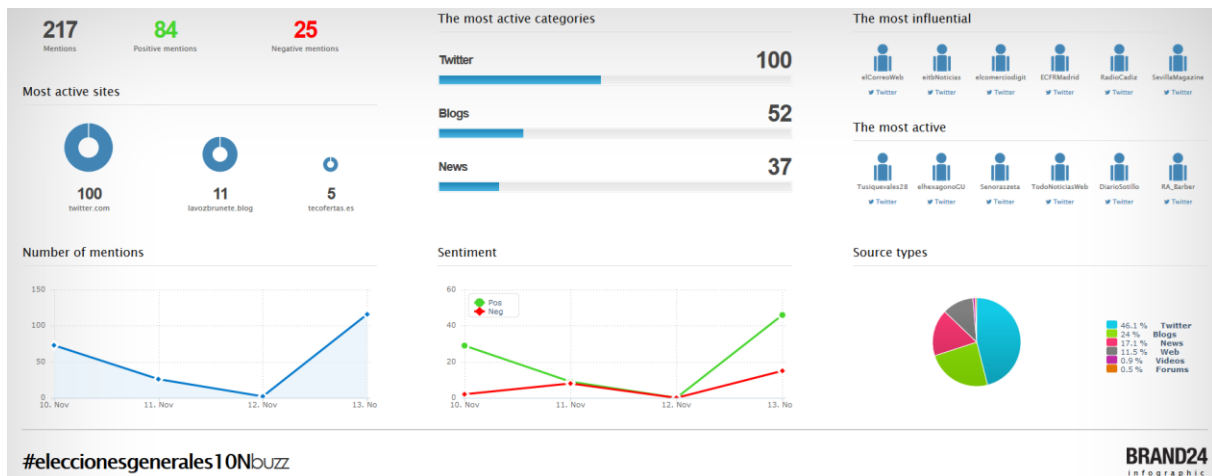 217
Mentions
84
Positive mentions
25
Negative mentions
Most active sites
100
twitter.com
11
lavozbrunete.blog
5
tecofertas.es
The most active categories
Twitter 100
Blogs 52
News 37
The most influential
elCorreoWeb eitbNoticias elcomerciodigit ECFRMadrid RadioCadiz SevillaMagazine
Twitter Twitter Twitter Twitter Twitter Twitter
The most active
Tusiquevales28 elhexagonoGU Senoraszeta TodoNoticiasWeb DiarioSotillo RA_Barber
Twitter Twitter Twitter Twitter Twitter Twitter
Number of mentions
150
100
50
0
10. Nov 11. Nov 12. Nov 13. No
Sentiment
Pos
Neg
60
40
20
0
10. Nov 11. Nov 12. Nov 13. No
Source types
46.1 % Twitter
24 % Blogs
17.1 % News
11.5 % Web
0.9 % Videos
0.5 % Forums
#eleccionesgenerales10Nbuzz
BRAND24
infographic